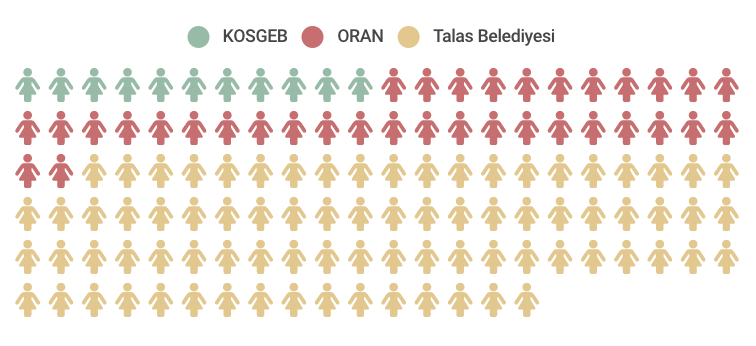 KOSGEB ORAN Talas Belediyesi